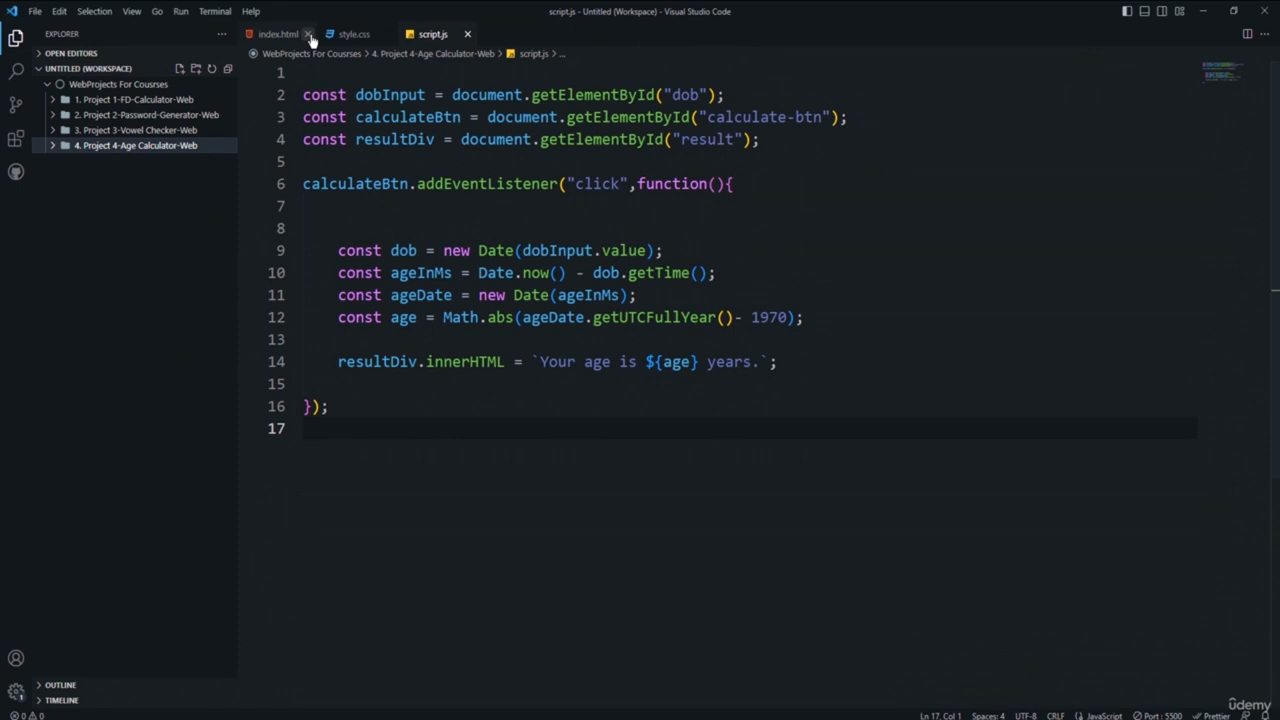 File Edit Selection View Go Run Terminal Help
script.js - Untitled (Workspace) - Visual Studio Code
EXPLORER
OPEN EDITORS
UNTITLED (WORKSPACE)
WebProjects For Cousrses
1. Project 1-FD-Calculator-Web
2. Project 2-Password-Generator-Web
3. Project 3-Vowel Checker-Web
4. Project 4-Age Calculator-Web
OUTLINE
TIMELINE
index.html style.css script.js
WebProjects For Cousrses > 4. Project 4-Age Calculator-Web > script.js > ...
1
2 const dobInput = document.getElementById("dob");
3 const calculateBtn = document.getElementById("calculate-btn");
4 const resultDiv = document.getElementById("result");
5
6 calculateBtn.addEventListener("click",function(){
7
8
9 const dob = new Date(dobInput.value);
10 const ageInMs = Date.now() - dob.getTime();
11 const ageDate = new Date(ageInMs);
12 const age = Math.abs(ageDate.getUTCFullYear()- 1970);
13
14 resultDiv.innerHTML = `Your age is ${age} years.`;
15
16 });
17
0 0 Ln 17, Col 1 Spaces: 4 UTF-8 CRLF {} JavaScript Port : 5500 Prettier
1
udemy